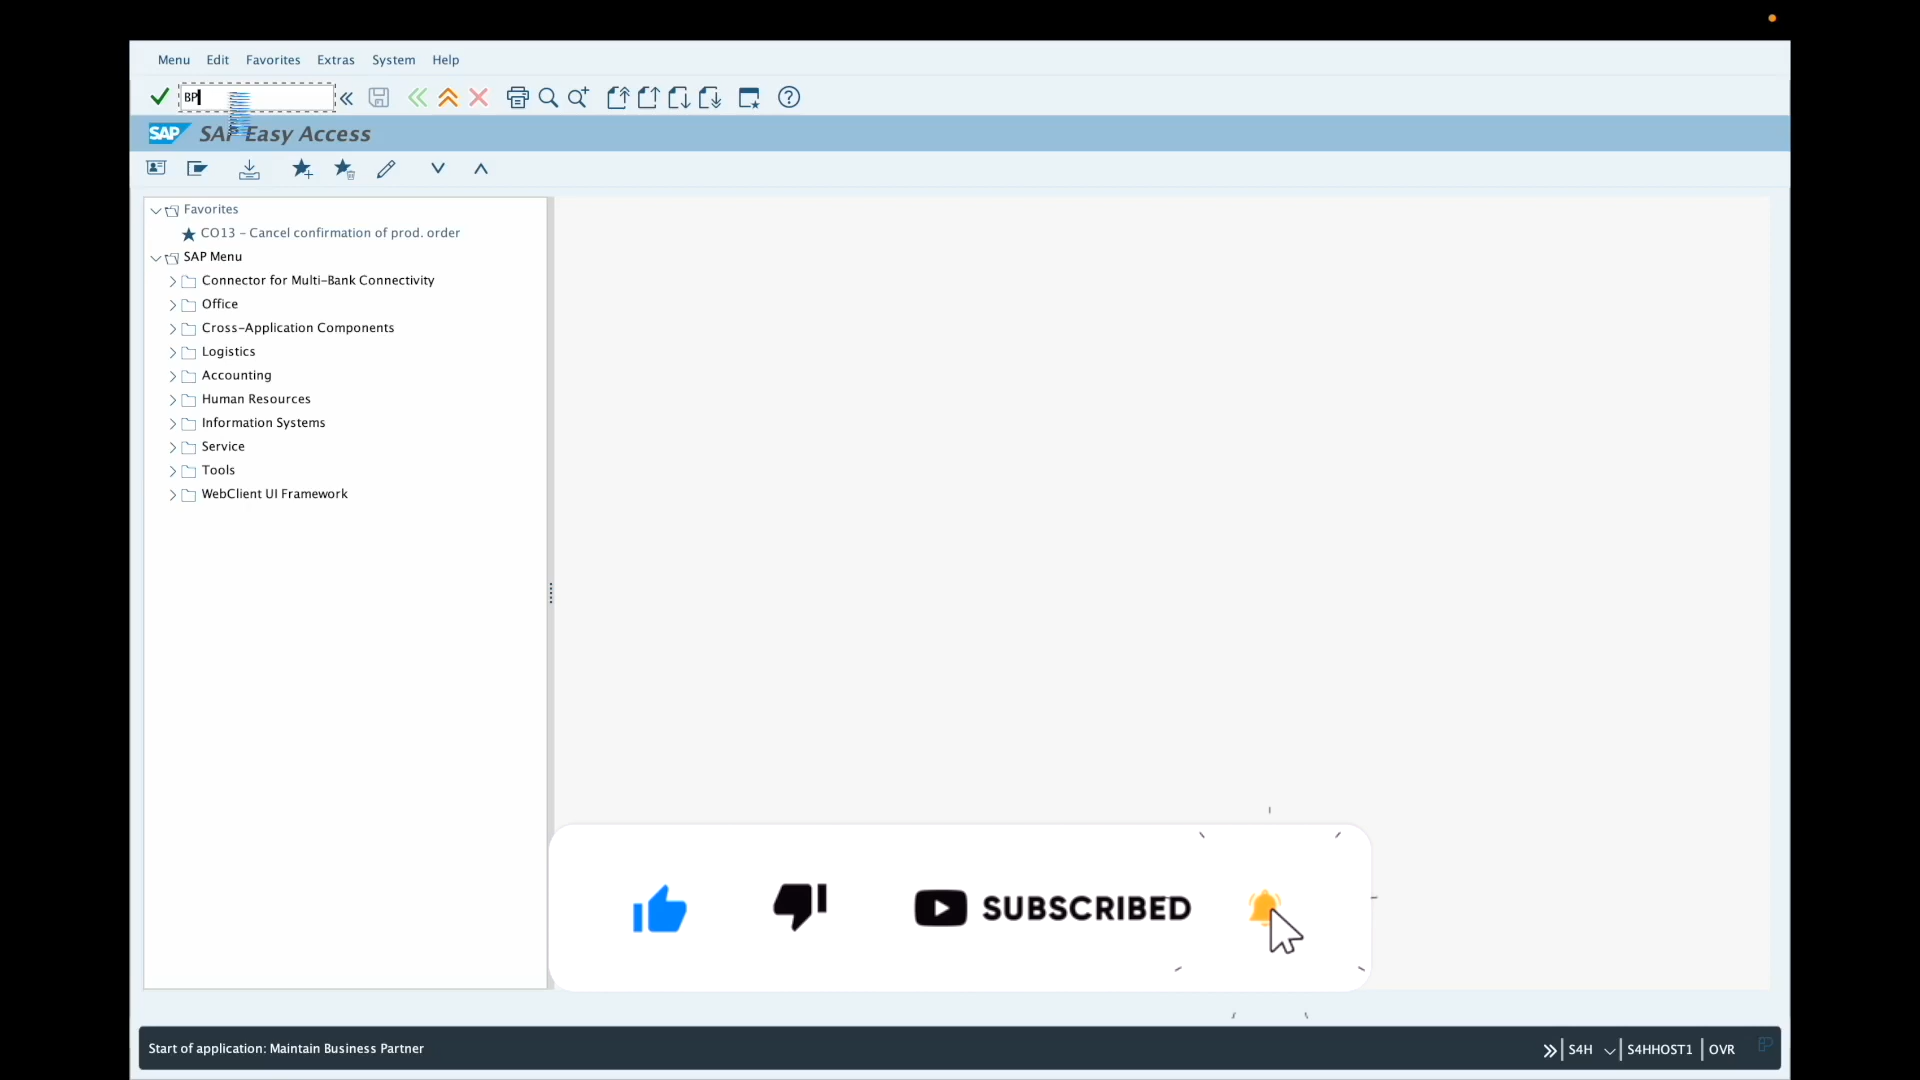 Menu Edit Favorites Extras System Help
BP
SAP SAP Easy Access
Favorites
CO13 - Cancel confirmation of prod. order
SAP Menu
Connector for Multi-Bank Connectivity
Office
Cross-Application Components
Logistics
Accounting
Human Resources
Information Systems
Service
Tools
WebClient UI Framework
SUBSCRIBED
Start of application: Maintain Business Partner
S4H S4HHOST1 OVR